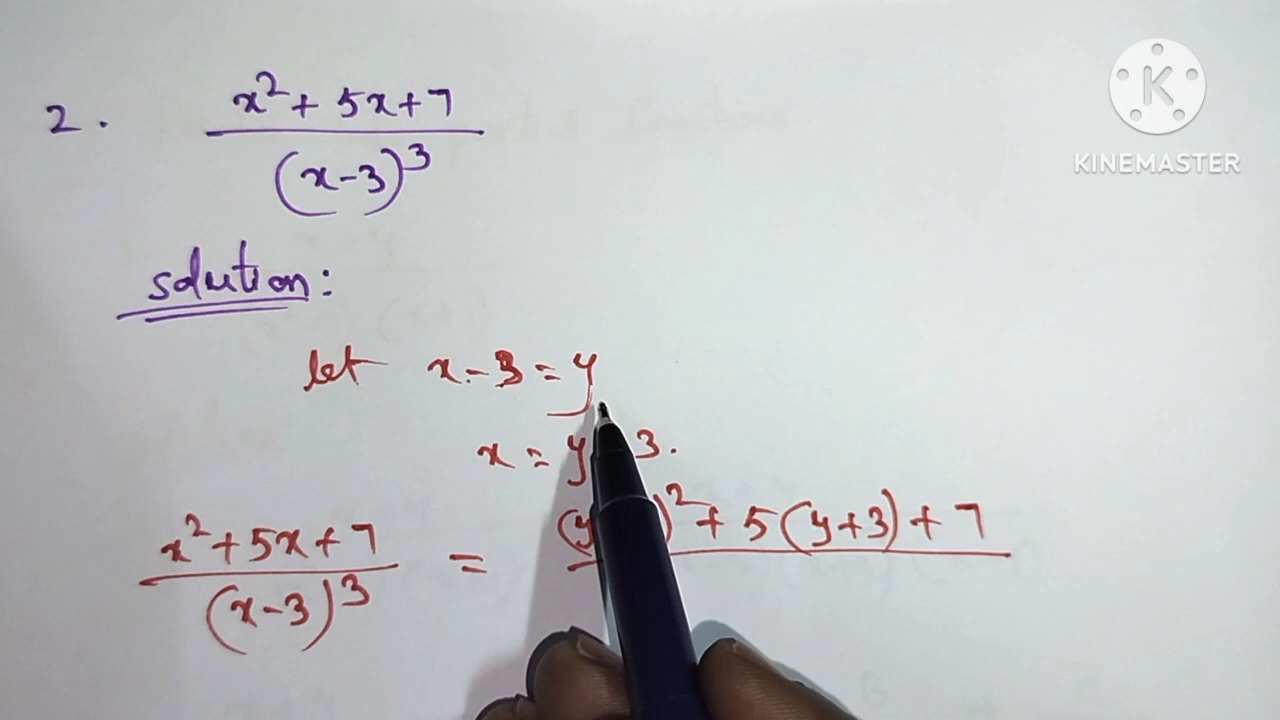 2. x² + 5x + 7
(x-3)³
KINEMASTER
solution:
let x - 3 = y
x = y 3.
x² + 5x + 7 = (y )² + 5(y+3) + 7
(x-3)³